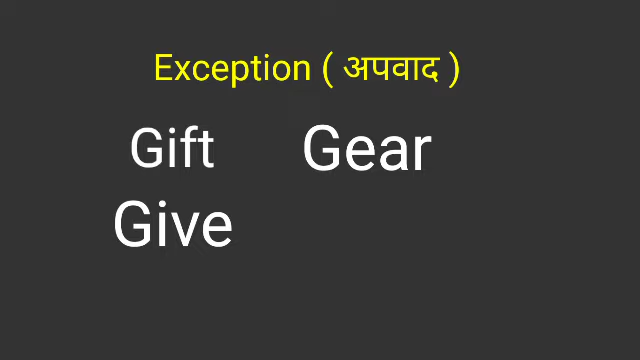 Exception ( अपवाद )
Gift Gear
Give